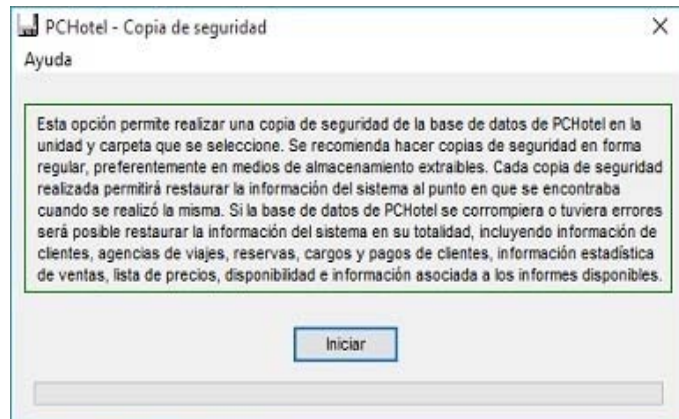 PCHotel - Copia de seguridad
Ayuda
Esta opción permite realizar una copia de seguridad de la base de datos de PCHotel en la
unidad y carpeta que se seleccione. Se recomienda hacer copias de seguridad en forma
regular, preferentemente en medios de almacenamiento extraibles. Cada copia de seguridad
realizada permitirá restaurar la información del sistema al punto en que se encontraba
cuando se realizó la misma. Si la base de datos de PCHotel se corrompiera o tuviera errores
será posible restaurar la información del sistema en su totalidad, incluyendo información de
clientes, agencias de viajes, reservas, cargos y pagos de clientes, información estadística
de ventas, lista de precios, disponibilidad e información asociada a los informes disponibles.
Iniciar